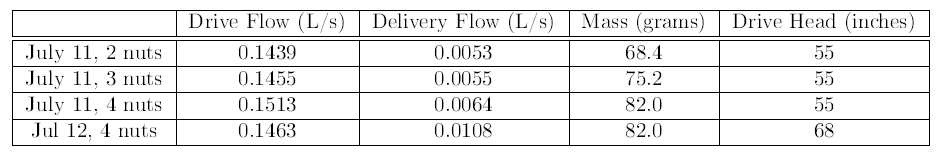 Drive Flow (L/s) Delivery Flow (L/s) Mass (grams) Drive Head (inches)
July 11, 2 nuts 0.1439 0.0053 68.4 55
July 11, 3 nuts 0.1455 0.0055 75.2 55
July 11, 4 nuts 0.1513 0.0064 82.0 55
Jul 12, 4 nuts 0.1463 0.0108 82.0 68